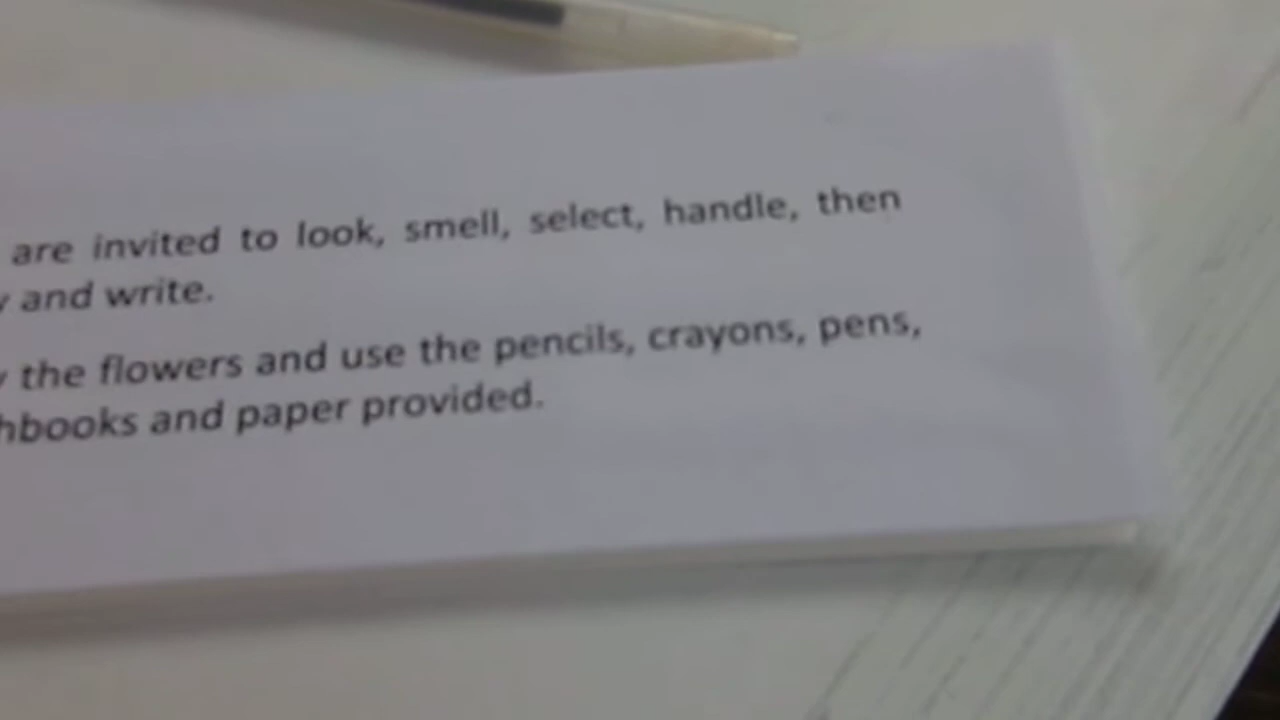 are invited to look, smell, select, handle, then
and write.
the flowers and use the pencils, crayons, pens,
hbooks and paper provided.